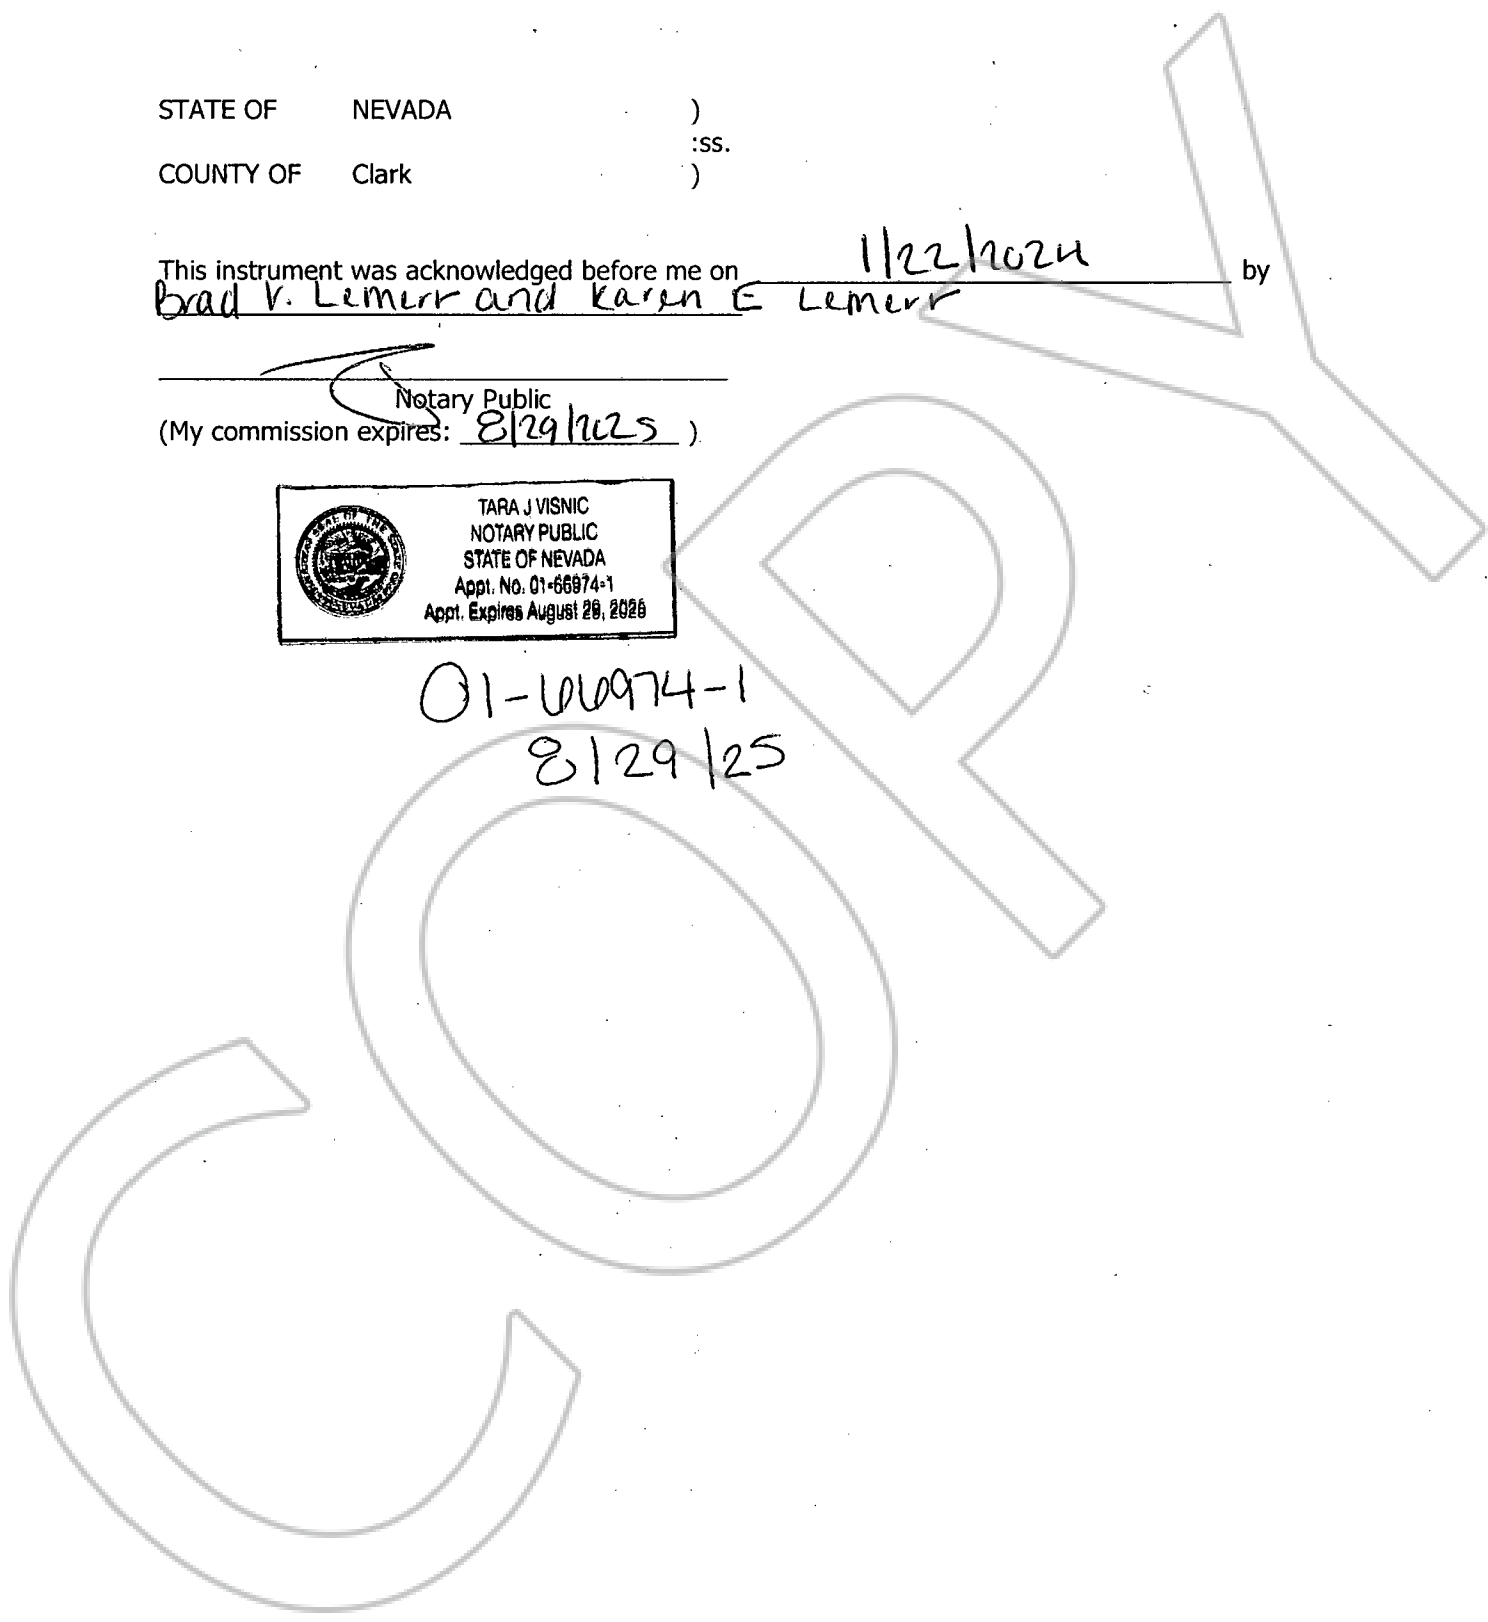 STATE OF NEVADA )
:ss.
COUNTY OF Clark )
This instrument was acknowledged before me on 1/22/2024 by
Brad V. Lemerr and Karen E Lemerr
Notary Public
(My commission expires: 8/29/2025 )
TARA J VISNIC
NOTARY PUBLIC
STATE OF NEVADA
Appt. No. 01-66974-1
Appt. Expires August 29, 2025
01-66974-1
8/29/25
COPY